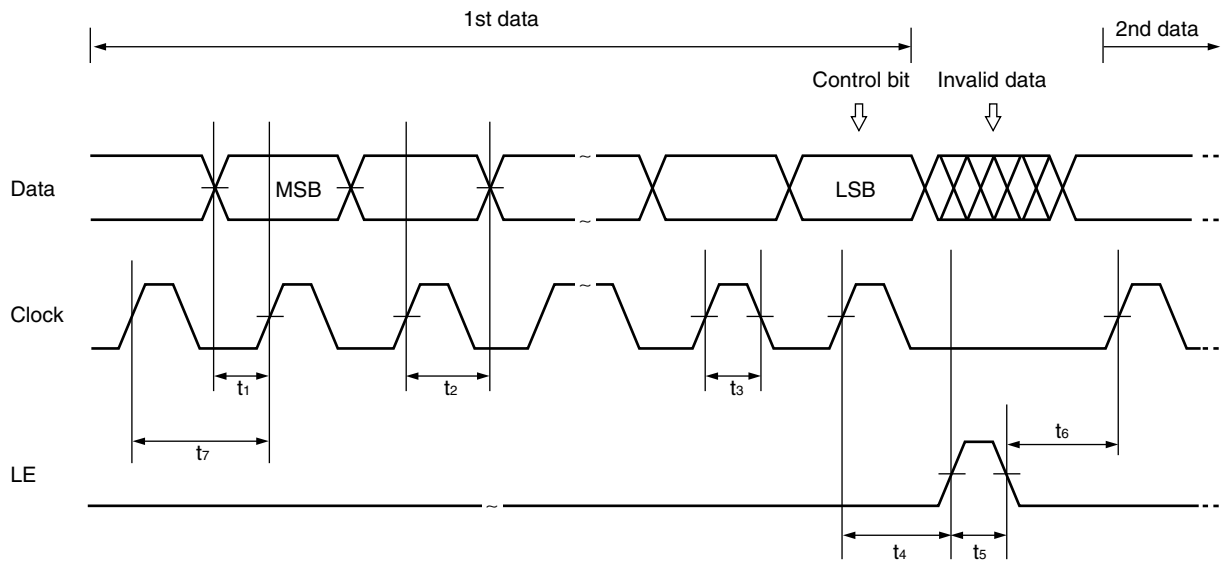 1st data
2nd data
Control bit
Invalid data
Data
MSB
LSB
Clock
t1
t2
t3
t7
t6
LE
t4
t5